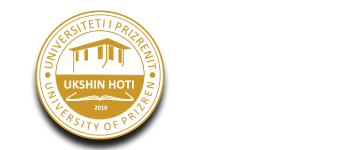 UNIVERSITETI I PRIZRENIT
UKSHIN HOTI
2010
UNIVERSITY OF PRIZREN